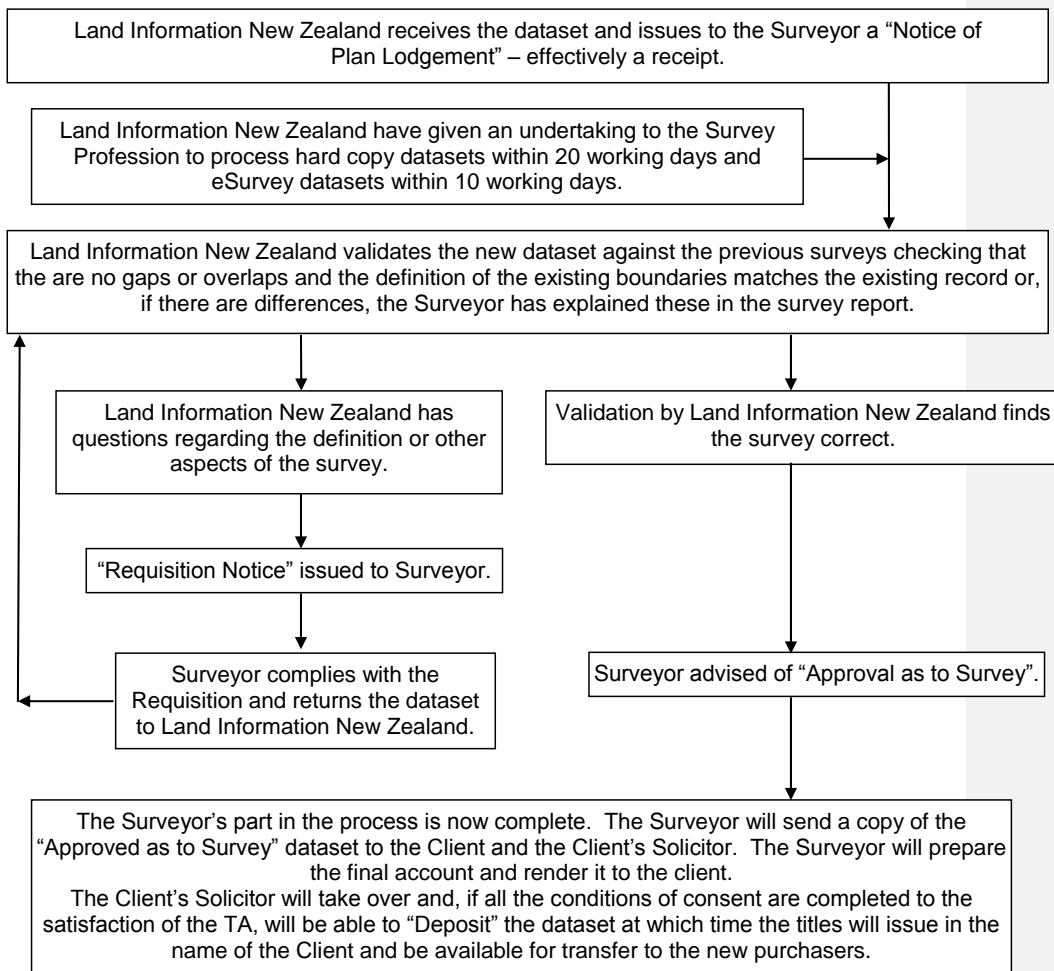 Land Information New Zealand receives the dataset and issues to the Surveyor a “Notice of
Plan Lodgement” – effectively a receipt.
Land Information New Zealand have given an undertaking to the Survey
Profession to process hard copy datasets within 20 working days and
eSurvey datasets within 10 working days.
Land Information New Zealand validates the new dataset against the previous surveys checking that
the are no gaps or overlaps and the definition of the existing boundaries matches the existing record or,
if there are differences, the Surveyor has explained these in the survey report.
Land Information New Zealand has
questions regarding the definition or other
aspects of the survey.
Validation by Land Information New Zealand finds
the survey correct.
“Requisition Notice” issued to Surveyor.
Surveyor complies with the
Requisition and returns the dataset
to Land Information New Zealand.
Surveyor advised of “Approval as to Survey”.
The Surveyor’s part in the process is now complete.  The Surveyor will send a copy of the
“Approved as to Survey” dataset to the Client and the Client’s Solicitor.  The Surveyor will prepare
the final account and render it to the client.
The Client’s Solicitor will take over and, if all the conditions of consent are completed to the
satisfaction of the TA, will be able to “Deposit” the dataset at which time the titles will issue in the
name of the Client and be available for transfer to the new purchasers.